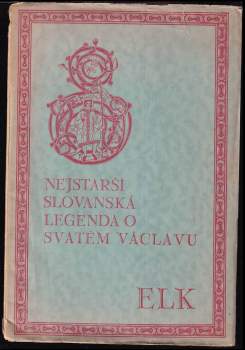 NEJSTARŠÍ
SLOVANSKÁ
LEGENDA O
SVATÉM VÁCLAVU
ELK